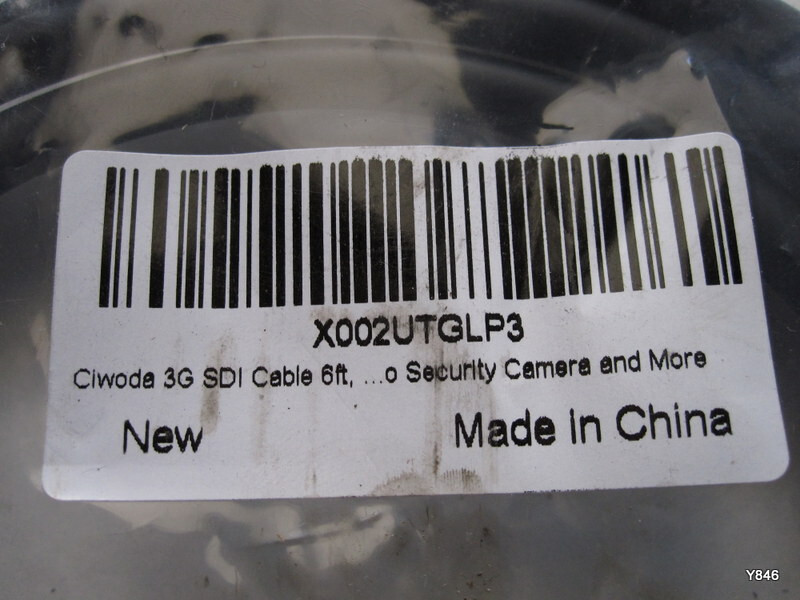 X002UTGLP3
Ciwoda 3G SDI Cable 6ft, ...o Security Camera and More
New Made in China
Y846